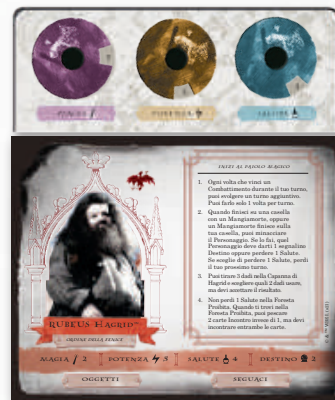 MAGIA
POTENZA
SALUTE
INIZI AL PAIOLO MAGICO
1. Ogni volta che vinci un
Combattimento durante il tuo turno,
puoi svolgere un turno aggiuntivo.
Puoi farlo solo 1 volta per turno.
2. Quando finisci su una casella
con un Mangiamorte, oppure
un Mangiamorte finisce sulla
tua casella, puoi minacciare
il Personaggio. Se lo fai, quel
Personaggio deve darti 1 segnalino
Destino oppure perdere 1 Salute.
Se sceglie di perdere 1 Salute, perdi
il tuo prossimo turno.
3. Puoi tirare 3 dadi nella Capanna di
Hagrid e scegliere quali 2 dadi usare,
ma devi accettare il risultato.
4. Non perdi 1 Salute nella Foresta
Proibita. Quando ti trovi nella
Foresta Proibita, puoi pescare
2 carte Incontro invece di 1, ma devi
incontrare entrambe le carte.
RUBEUS HAGRID
ORDINE DELLA FENICE
MAGIA 2 POTENZA 5 SALUTE 4 DESTINO 2
OGGETTI SEGUACI